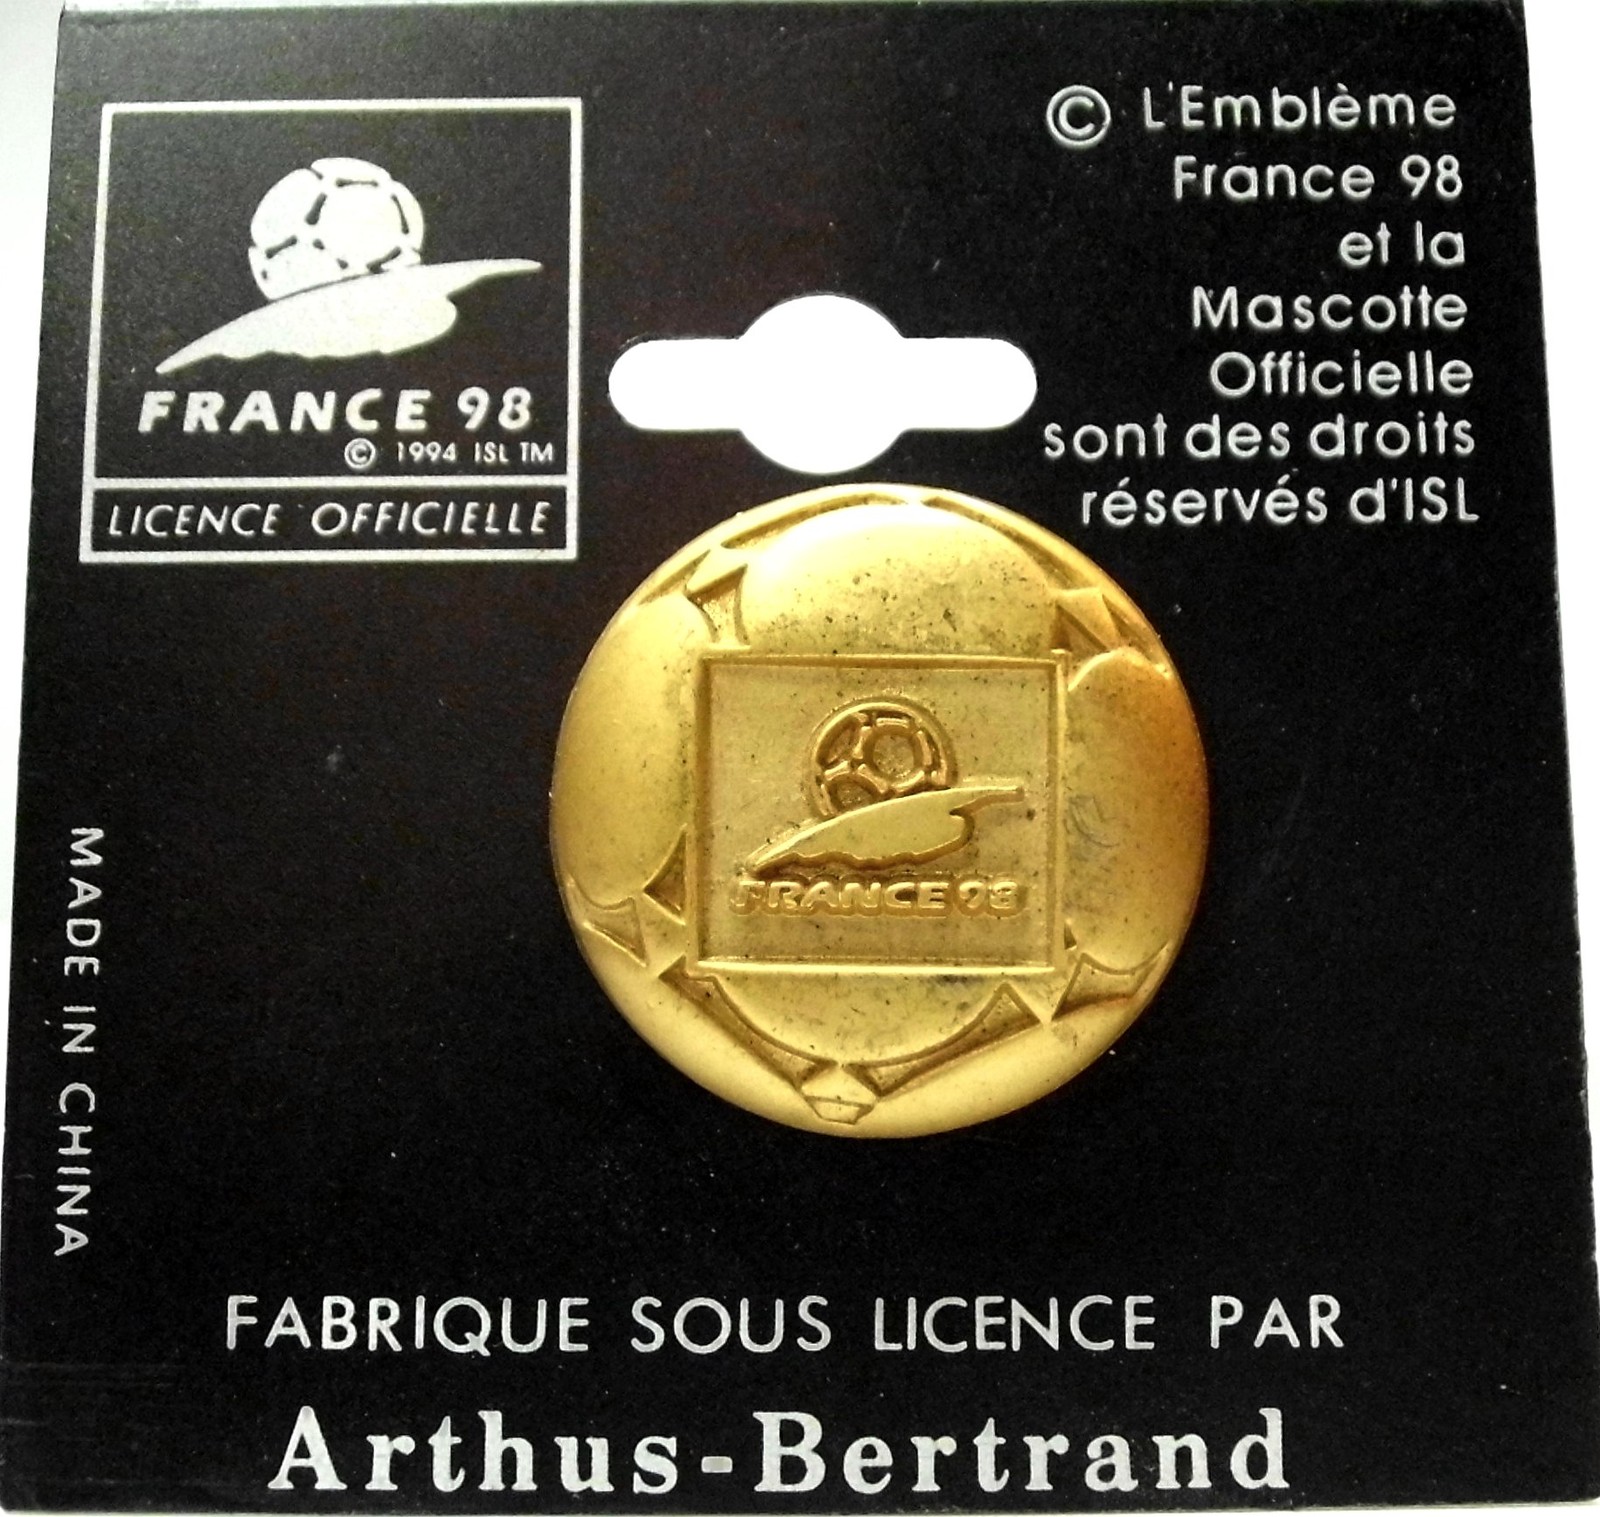 FRANCE 98
© 1994 ISL TM
LICENCE OFFICIELLE
© L'Emblème
France 98
et la
Mascotte
Officielle
sont des droits
réservés d'ISL
FRANCE 98
MADE IN CHINA
FABRIQUE SOUS LICENCE PAR
Arthus-Bertrand